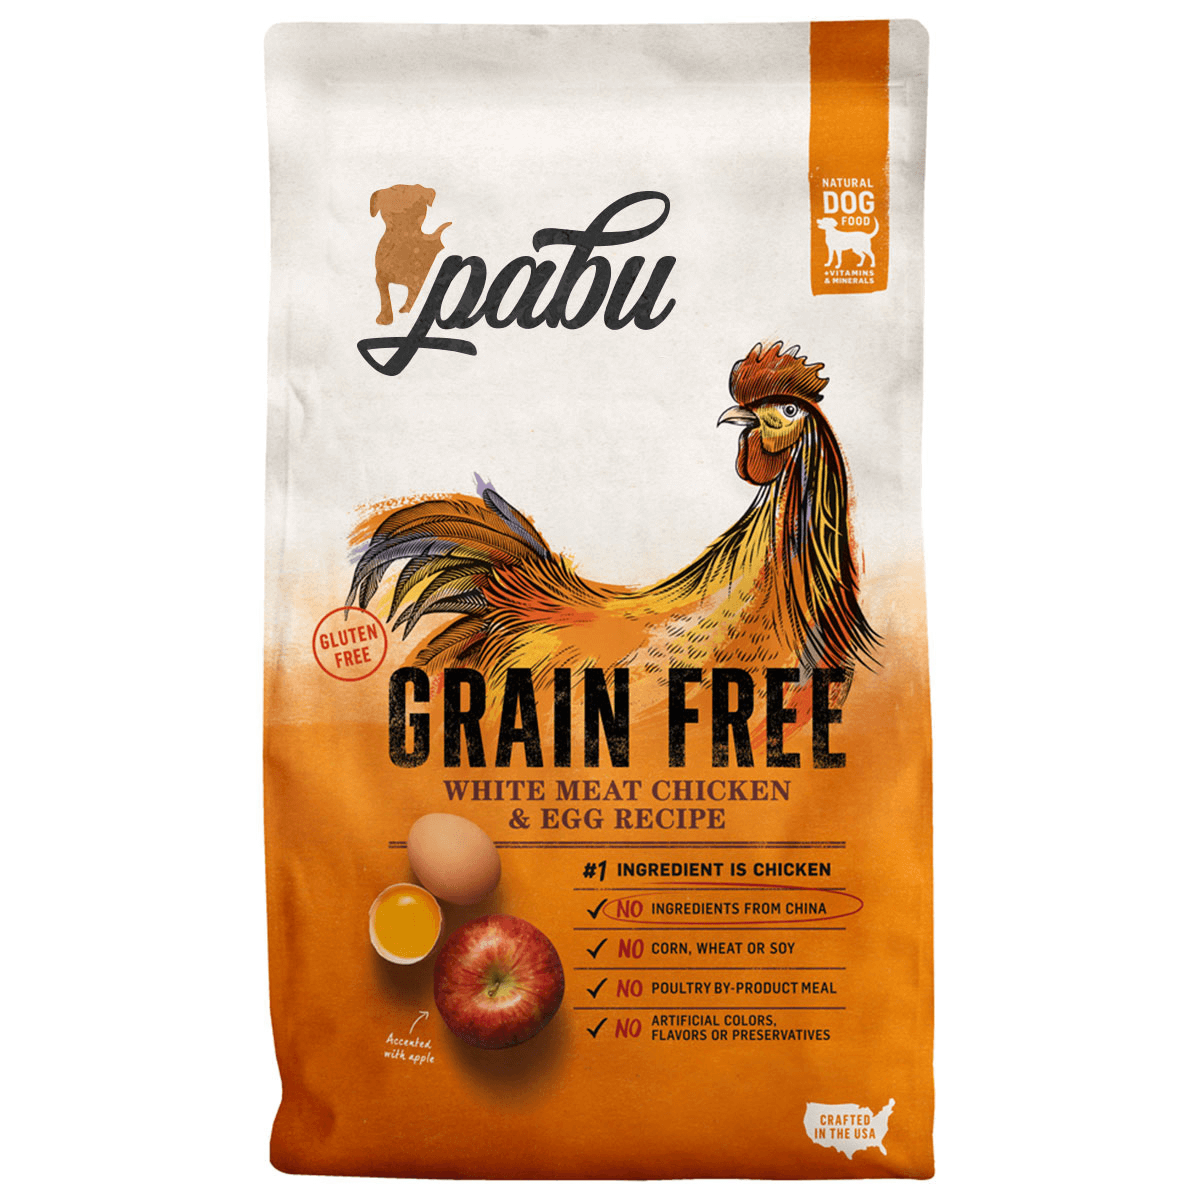 NATURAL
DOG
FOOD
+VITAMINS
& MINERALS
pabu
GLUTEN
FREE
GRAIN FREE
WHITE MEAT CHICKEN
& EGG RECIPE
#1 INGREDIENT IS CHICKEN
✓ NO INGREDIENTS FROM CHINA
✓ NO CORN, WHEAT OR SOY
✓ NO POULTRY BY-PRODUCT MEAL
✓ NO ARTIFICIAL COLORS,
FLAVORS OR PRESERVATIVES
Accented
with apple
CRAFTED
IN THE USA